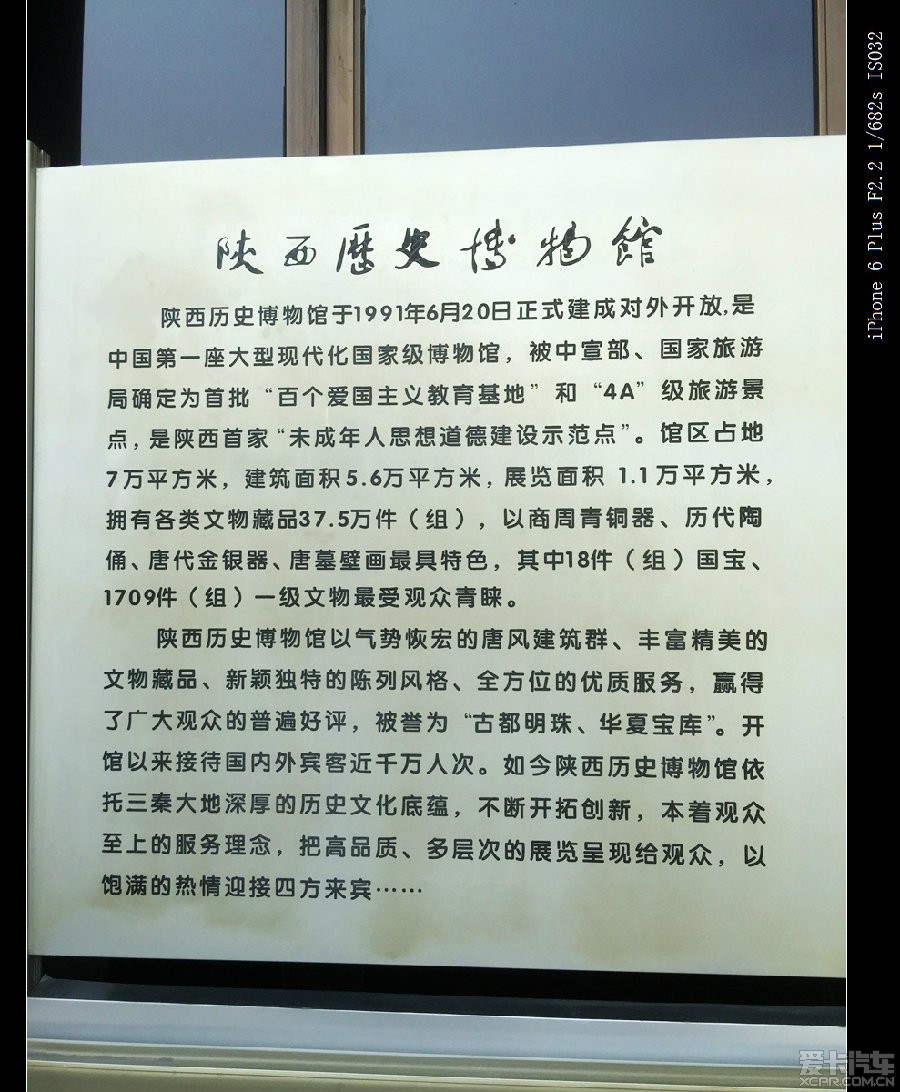 陕西歷史博物馆
陕西历史博物馆于1991年6月20日正式建成对外开放,是
中国第一座大型现代化国家级博物馆，被中宣部、国家旅游
局确定为首批“百个爱国主义教育基地”和“4A”级旅游景
点，是陕西首家“未成年人思想道德建设示范点”。馆区占地
7万平方米，建筑面积5.6万平方米，展览面积1.1万平方米，
拥有各类文物藏品37.5万件（组），以商周青铜器、历代陶
俑、唐代金银器、唐墓壁画最具特色，其中18件（组）国宝、
1709件（组）一级文物最受观众青睐。
陕西历史博物馆以气势恢宏的唐风建筑群、丰富精美的
文物藏品、新颖独特的陈列风格、全方位的优质服务，赢得
了广大观众的普遍好评，被誉为“古都明珠、华夏宝库”。开
馆以来接待国内外宾客近千万人次。如今陕西历史博物馆依
托三秦大地深厚的历史文化底蕴，不断开拓创新，本着观众
至上的服务理念，把高品质、多层次的展览呈现给观众，以
饱满的热情迎接四方来宾……
iPhone 6 Plus F2.2 1/682s ISO32
爱卡汽车
XCAR.COM.CN